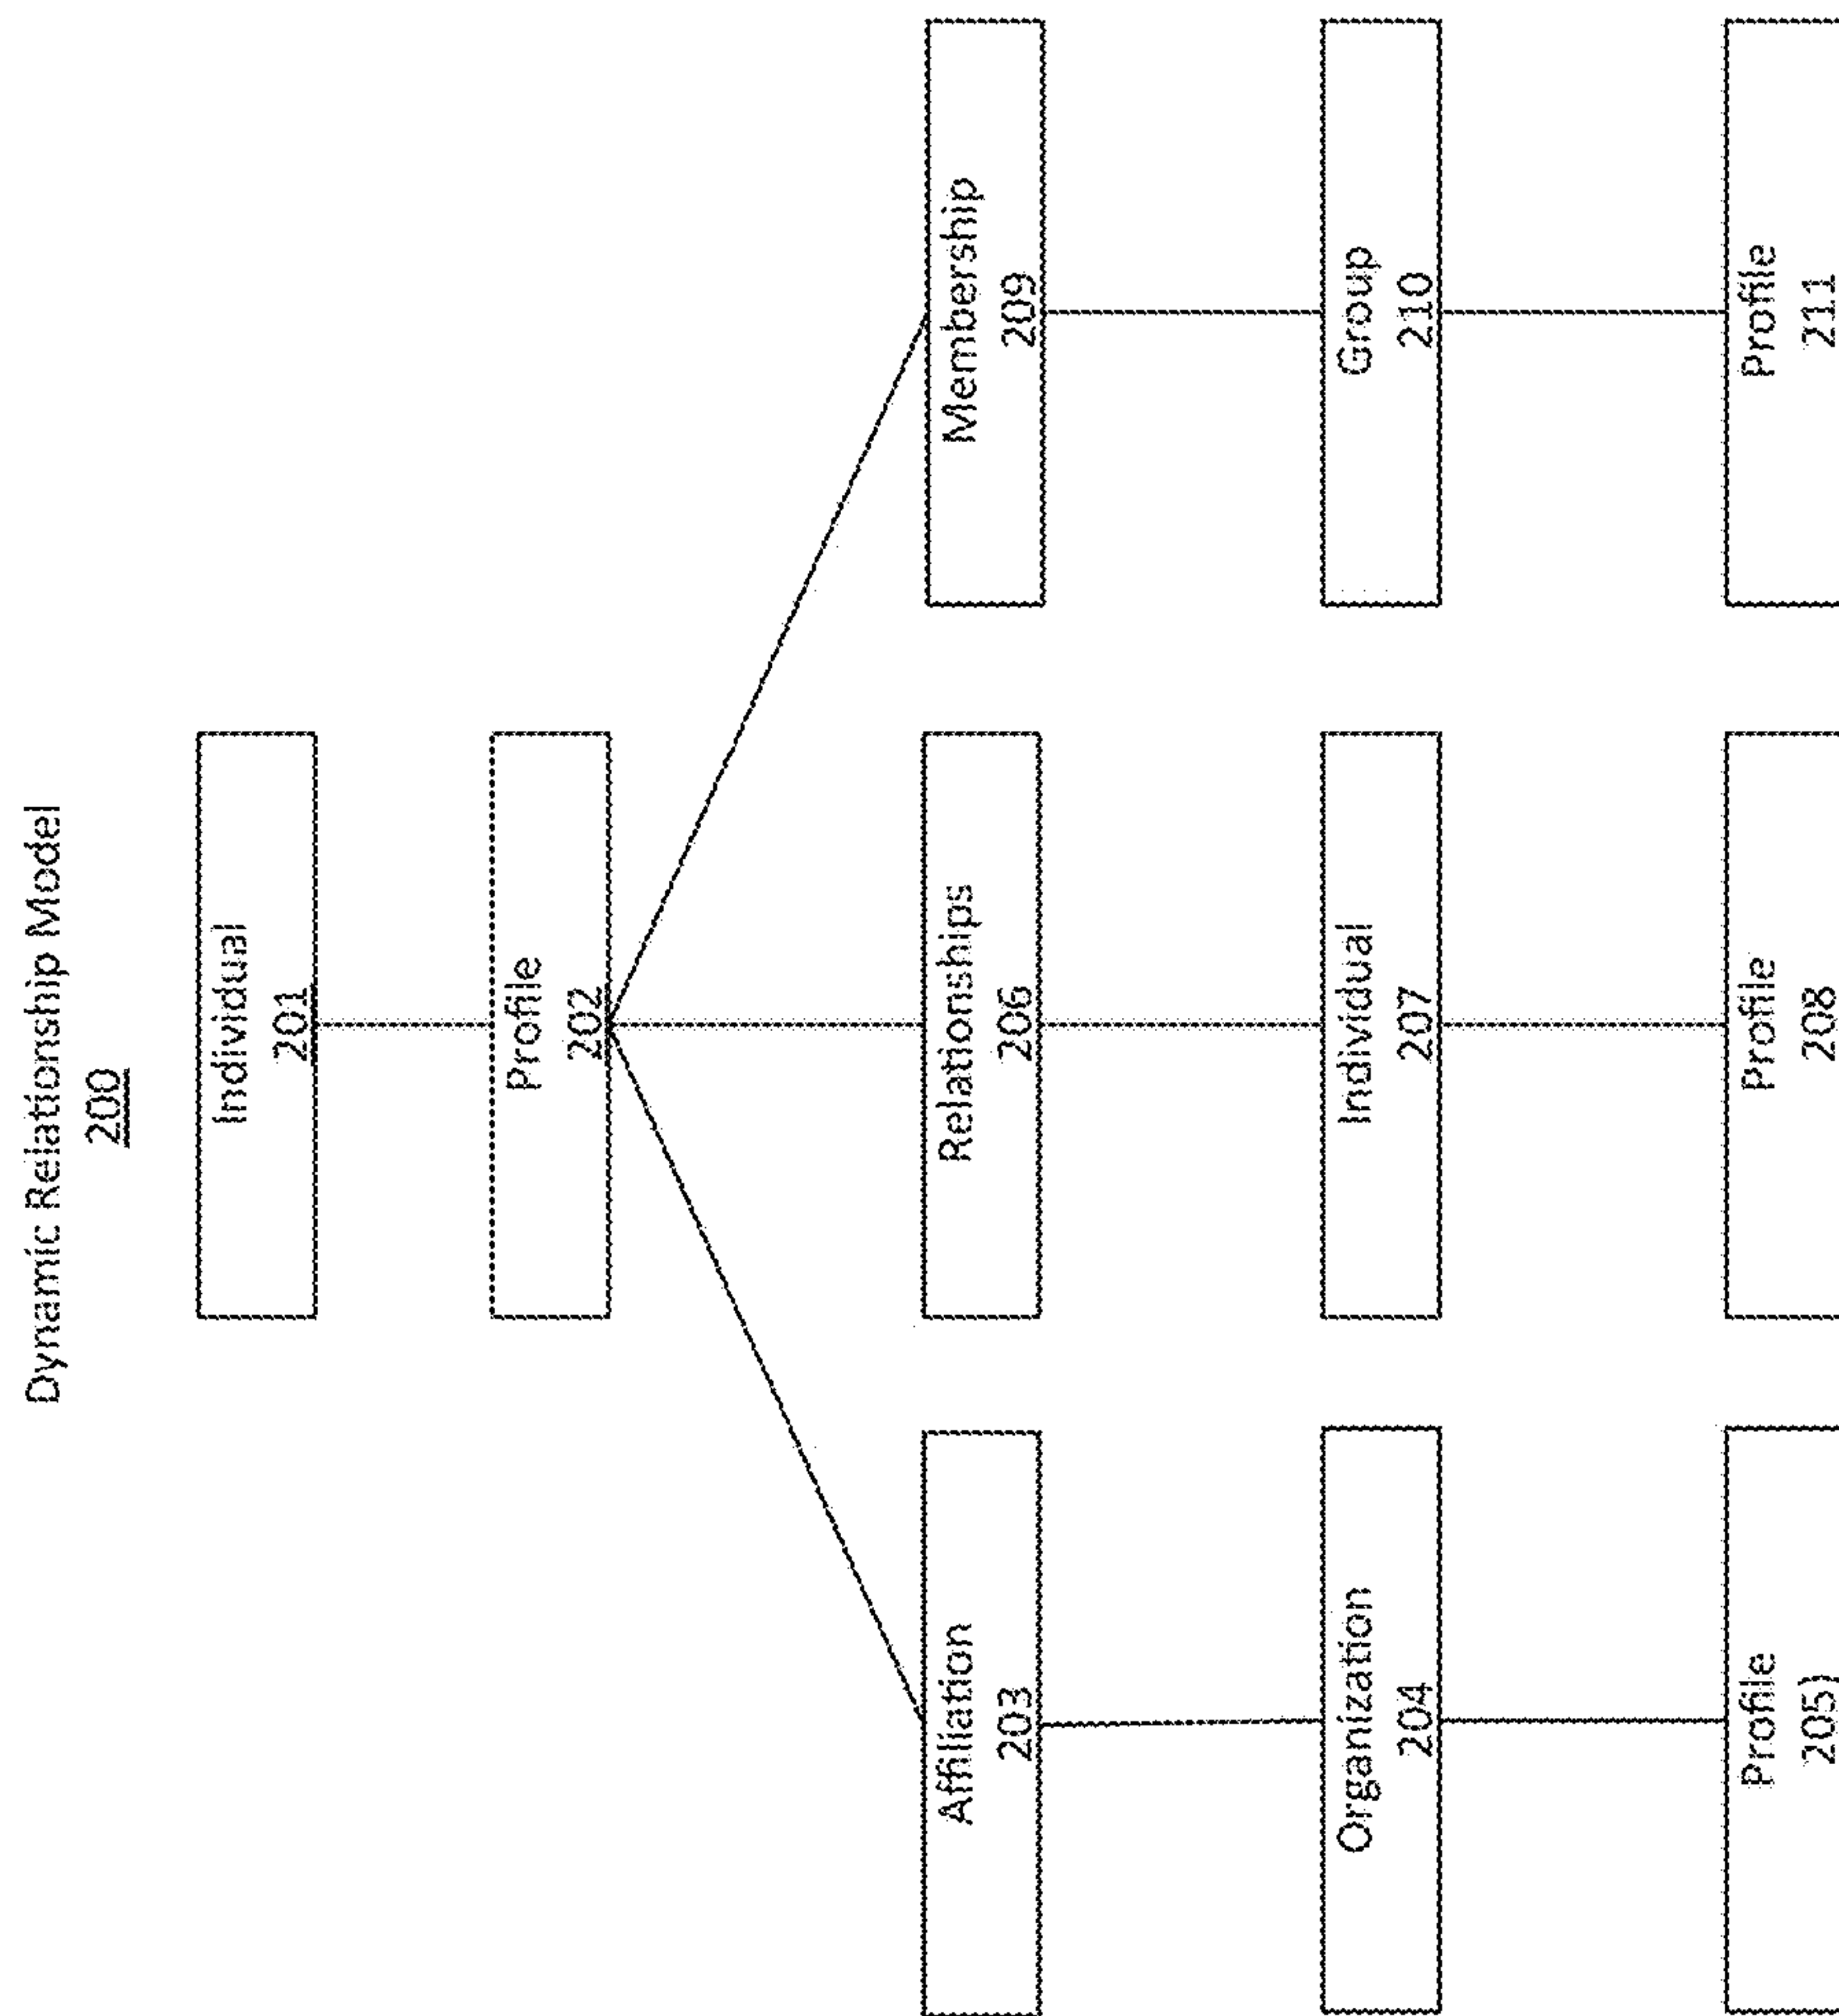 Dynamic Relationship Model
200
Individual
201
Profile
202
Affiliation
203
Relationships
206
Membership
209
Organization
204
Individual
207
Group
210
Profile
205)
Profile
208
Profile
211